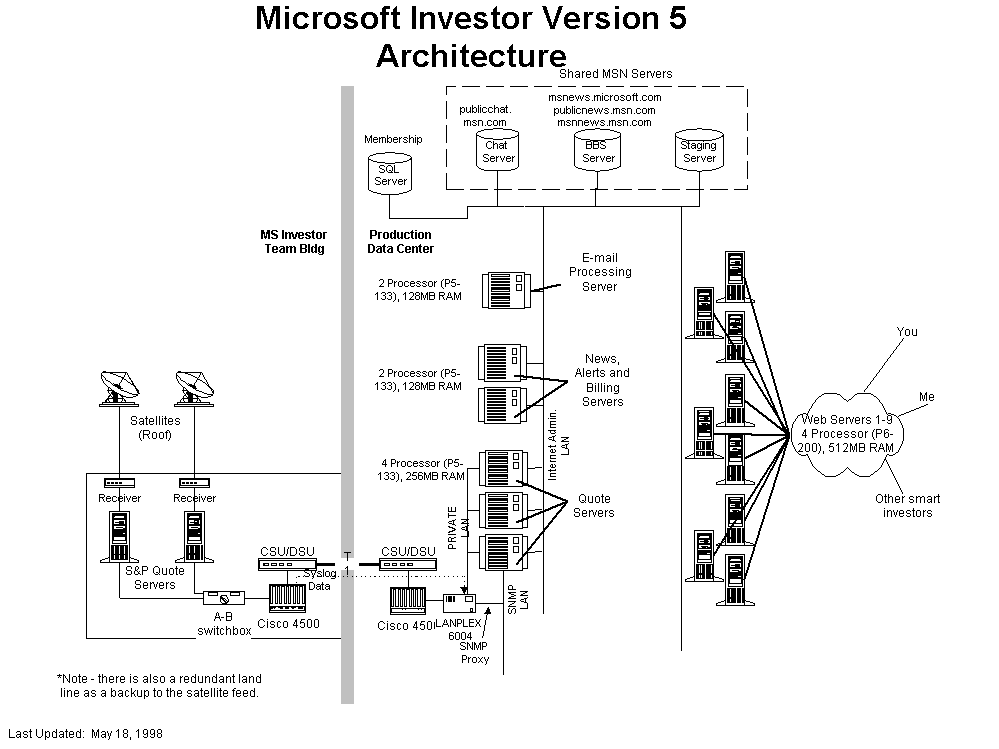 Microsoft Investor Version 5
Architecture
Shared MSN Servers
msnews.microsoft.com
publicnews.msn.com
msnnews.msn.com
publicchat.
msn.com
Membership
SQL
Server
Chat
Server
BBS
Server
Staging
Server
MS Investor
Team Bldg
Production
Data Center
2 Processor (P5-
133), 128MB RAM
E-mail
Processing
Server
2 Processor (P5-
133), 128MB RAM
News,
Alerts and
Billing
Servers
Internet Admin.
LAN
4 Processor (P5-
133), 256MB RAM
Quote
Servers
PRIVATE
LAN
SNMP
LAN
You
Me
Web Servers 1-9
4 Processor (P6-
200), 512MB RAM
Other smart
investors
Satellites
(Roof)
Receiver
Receiver
S&P Quote
Servers
CSU/DSU
T
1
CSU/DSU
Syslog
Data
A-B
switchbox
Cisco 4500
Cisco 450
LANPLEX
6004
SNMP
Proxy
*Note - there is also a redundant land
line as a backup to the satellite feed.
Last Updated: May 18, 1998